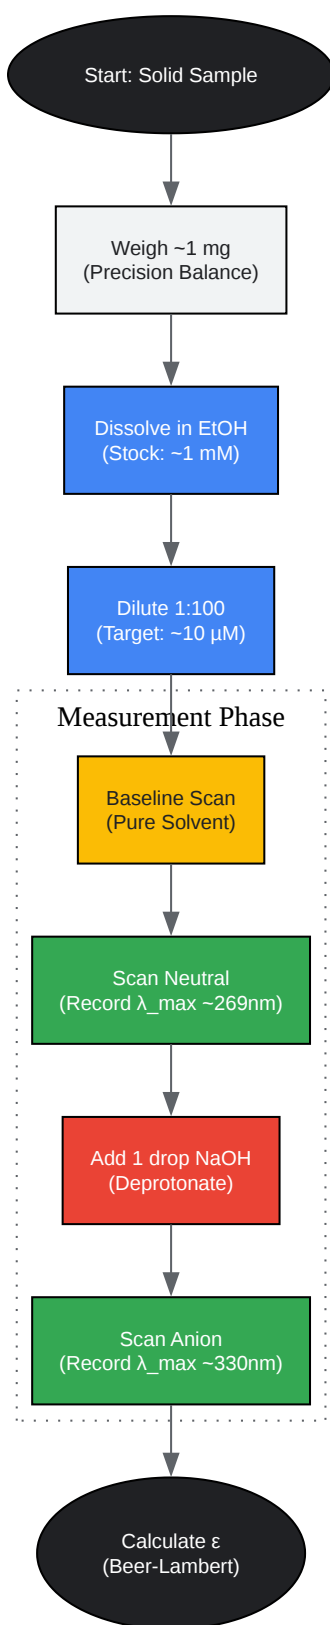 Start: Solid Sample
Weigh ~1 mg
(Precision Balance)
Dissolve in EtOH
(Stock: ~1 mM)
Dilute 1:100
(Target: ~10 µM)
Measurement Phase
Baseline Scan
(Pure Solvent)
Scan Neutral
(Record λ_max ~269nm)
Add 1 drop NaOH
(Deprotonate)
Scan Anion
(Record λ_max ~330nm)
Calculate ε
(Beer-Lambert)